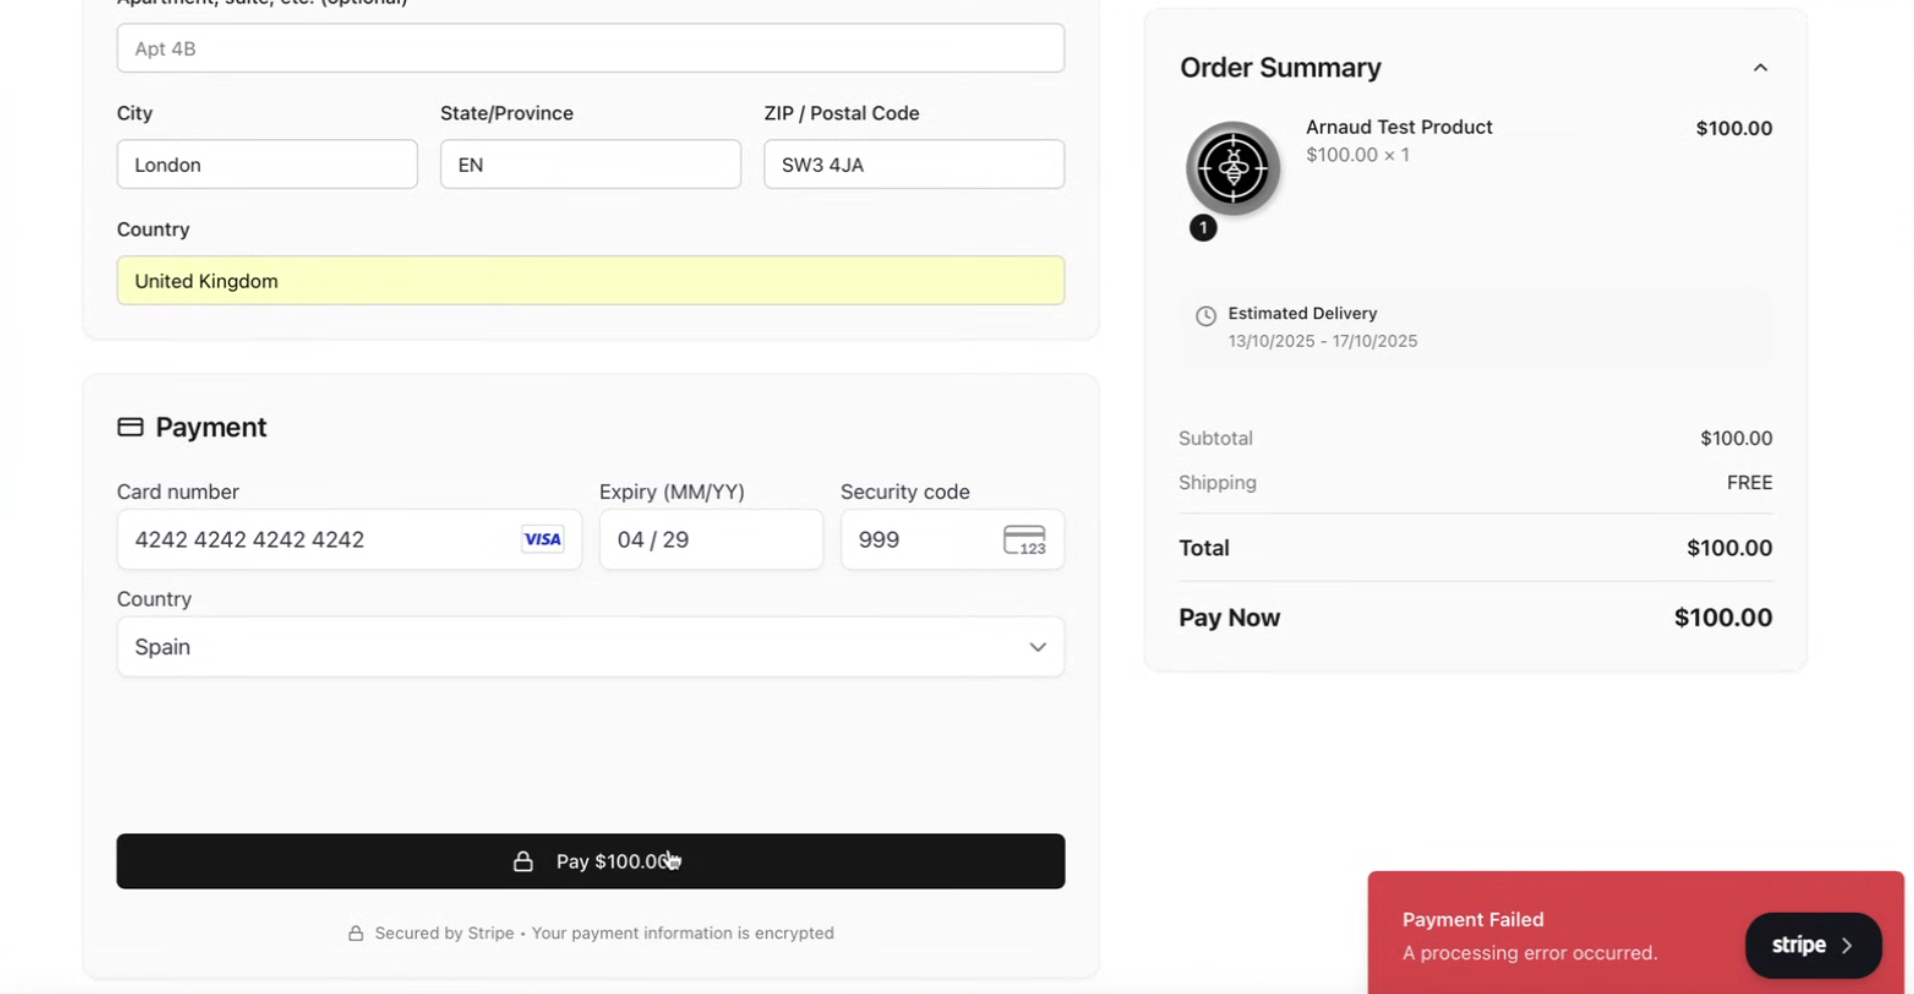 Apartment, suite, etc. (optional)
Apt 4B
City
State/Province
ZIP / Postal Code
London
EN
SW3 4JA
Country
United Kingdom
Payment
Card number
Expiry (MM/YY)
Security code
4242 4242 4242 4242
VISA
04 / 29
999
123
Country
Spain
Pay $100.00
Secured by Stripe • Your payment information is encrypted
Order Summary
Arnaud Test Product
$100.00
$100.00 × 1
1
Estimated Delivery
13/10/2025 - 17/10/2025
Subtotal
$100.00
Shipping
FREE
Total
$100.00
Pay Now
$100.00
Payment Failed
A processing error occurred.
stripe